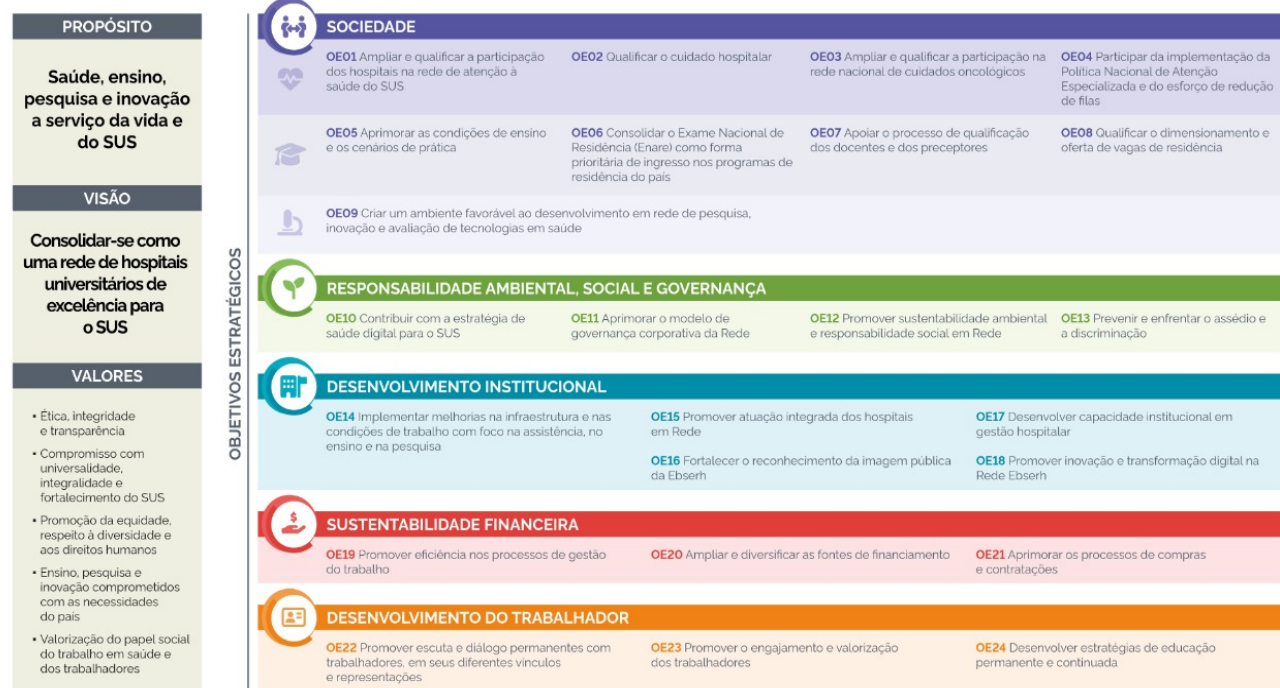 PROPÓSITO
Saúde, ensino,
pesquisa e inovação
a serviço da vida e
do SUS
VISÃO
Consolidar-se como
uma rede de hospitais
universitários de
excelência para
o SUS
VALORES
▪ Ética, integridade
e transparência
▪ Compromisso com
universalidade,
integralidade e
fortalecimento do SUS
▪ Promoção da equidade,
respeito à diversidade e
aos direitos humanos
▪ Ensino, pesquisa e
inovação comprometidos
com as necessidades
do país
▪ Valorização do papel social
do trabalho em saúde e
dos trabalhadores
OBJETIVOS ESTRATÉGICOS
SOCIEDADE
OE01 Ampliar e qualificar a participação
dos hospitais na rede de atenção à
saúde do SUS
OE02 Qualificar o cuidado hospitalar
OE03 Ampliar e qualificar a participação na
rede nacional de cuidados oncológicos
OE04 Participar da implementação da
Política Nacional de Atenção
Especializada e do esforço de redução
de filas
OE05 Aprimorar as condições de ensino
e os cenários de prática
OE06 Consolidar o Exame Nacional de
Residência (Enare) como forma
prioritária de ingresso nos programas de
residência do país
OE07 Apoiar o processo de qualificação
dos docentes e dos preceptores
OE08 Qualificar o dimensionamento e
oferta de vagas de residência
OE09 Criar um ambiente favorável ao desenvolvimento em rede de pesquisa,
inovação e avaliação de tecnologias em saúde
RESPONSABILIDADE AMBIENTAL, SOCIAL E GOVERNANÇA
OE10 Contribuir com a estratégia de
saúde digital para o SUS
OE11 Aprimorar o modelo de
governança corporativa da Rede
OE12 Promover sustentabilidade ambiental
e responsabilidade social em Rede
OE13 Prevenir e enfrentar o assédio e
a discriminação
DESENVOLVIMENTO INSTITUCIONAL
OE14 Implementar melhorias na infraestrutura e nas
condições de trabalho com foco na assistência, no
ensino e na pesquisa
OE15 Promover atuação integrada dos hospitais
em Rede
OE16 Fortalecer o reconhecimento da imagem pública
da Ebserh
OE17 Desenvolver capacidade institucional em
gestão hospitalar
OE18 Promover inovação e transformação digital na
Rede Ebserh
SUSTENTABILIDADE FINANCEIRA
OE19 Promover eficiência nos processos de gestão
do trabalho
OE20 Ampliar e diversificar as fontes de financiamento
OE21 Aprimorar os processos de compras
e contratações
DESENVOLVIMENTO DO TRABALHADOR
OE22 Promover escuta e diálogo permanentes com
trabalhadores, em seus diferentes vínculos
e representações
OE23 Promover o engajamento e valorização
dos trabalhadores
OE24 Desenvolver estratégias de educação
permanente e continuada